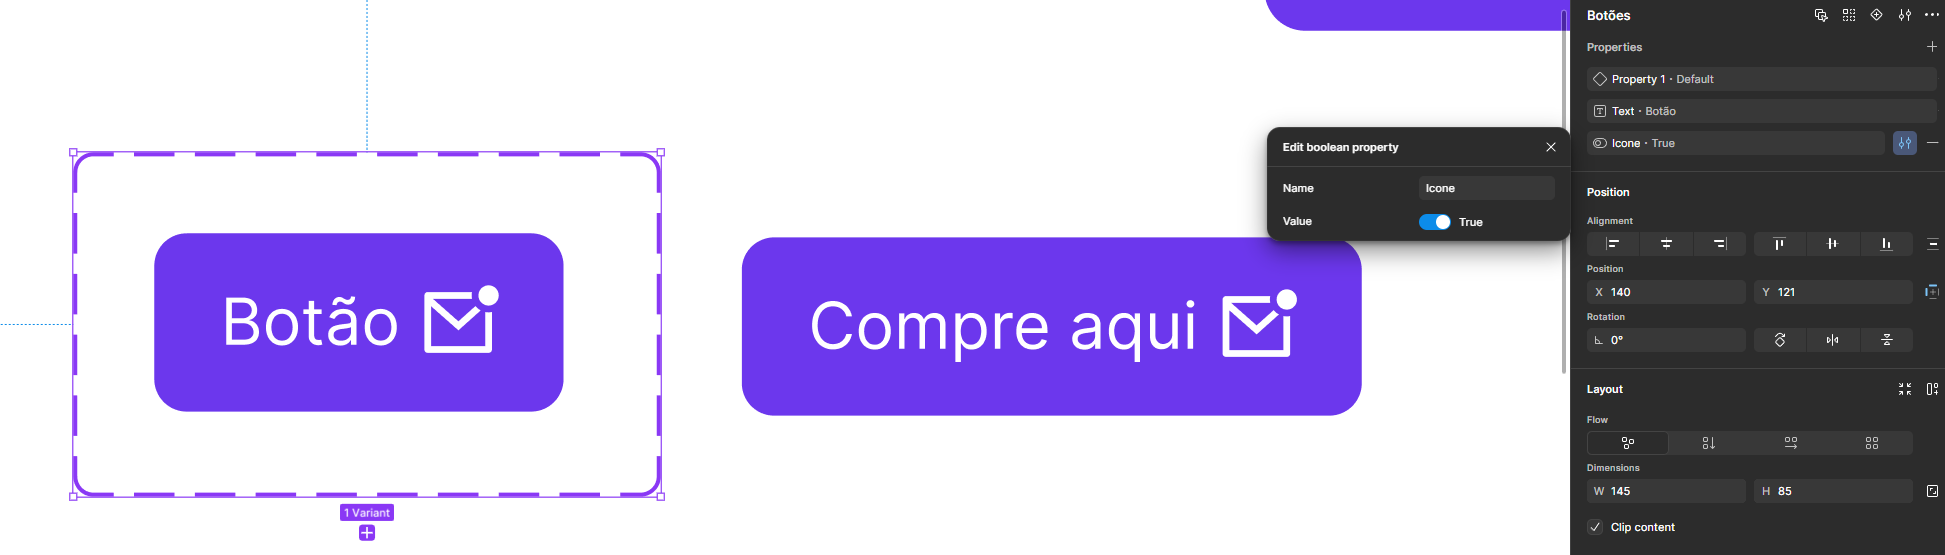 Botões
Properties
Property 1 · Default
Text · Botão
Icone · True
Edit boolean property
Name
Icone
Value
True
Position
Alignment
Position
X 140
Y 121
Rotation
0°
Layout
Flow
Dimensions
W 145
H 85
Clip content
Botão
Compre aqui
1 Variant